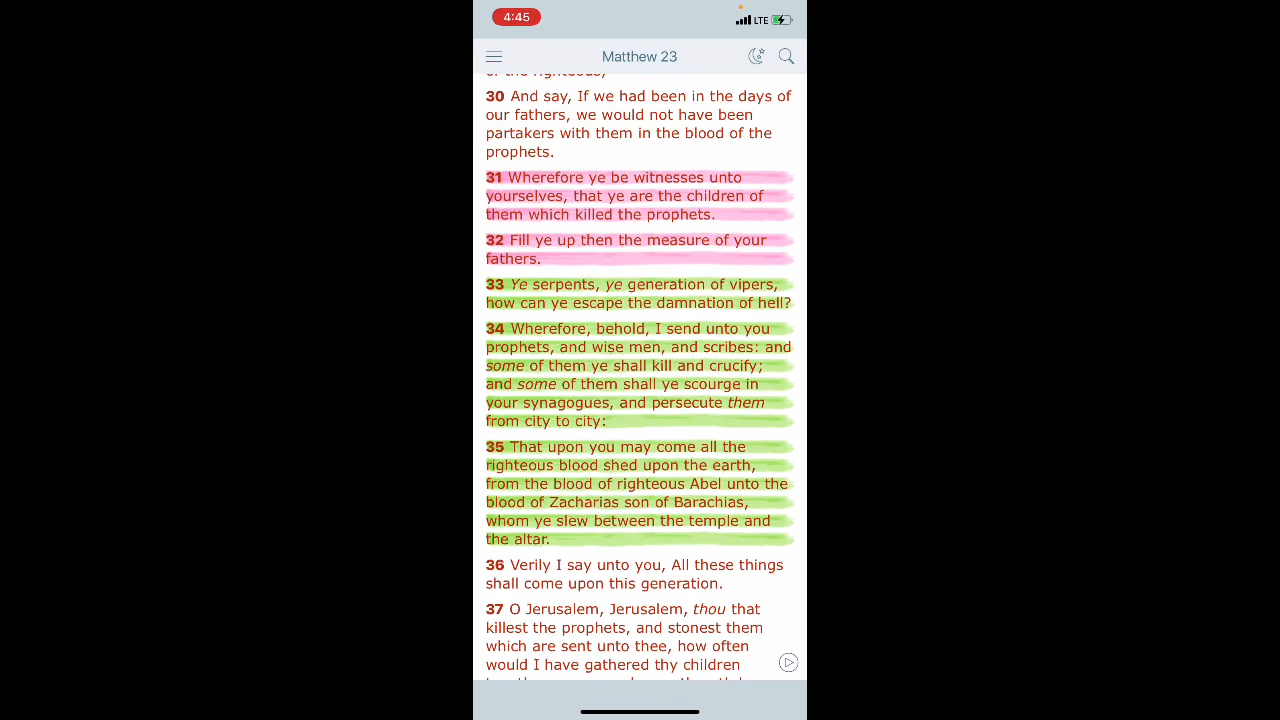 4:45
LTE
Matthew 23
of the righteous,
30 And say, If we had been in the days of
our fathers, we would not have been
partakers with them in the blood of the
prophets.
31 Wherefore ye be witnesses unto
yourselves, that ye are the children of
them which killed the prophets.
32 Fill ye up then the measure of your
fathers.
33 Ye serpents, ye generation of vipers,
how can ye escape the damnation of hell?
34 Wherefore, behold, I send unto you
prophets, and wise men, and scribes: and
some of them ye shall kill and crucify;
and some of them shall ye scourge in
your synagogues, and persecute them
from city to city:
35 That upon you may come all the
righteous blood shed upon the earth,
from the blood of righteous Abel unto the
blood of Zacharias son of Barachias,
whom ye slew between the temple and
the altar.
36 Verily I say unto you, All these things
shall come upon this generation.
37 O Jerusalem, Jerusalem, thou that
killest the prophets, and stonest them
which are sent unto thee, how often
would I have gathered thy children